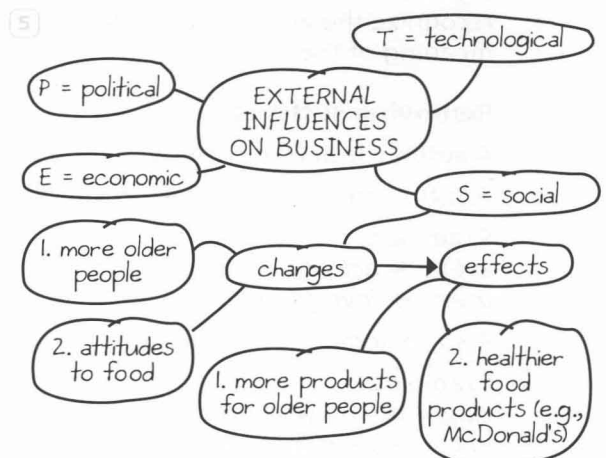 5
T = technological
P = political
EXTERNAL
INFLUENCES
ON BUSINESS
E = economic
S = social
1. more older
people
changes
effects
2. attitudes
to food
1. more products
for older people
2. healthier
food
products (e.g.,
McDonald's)